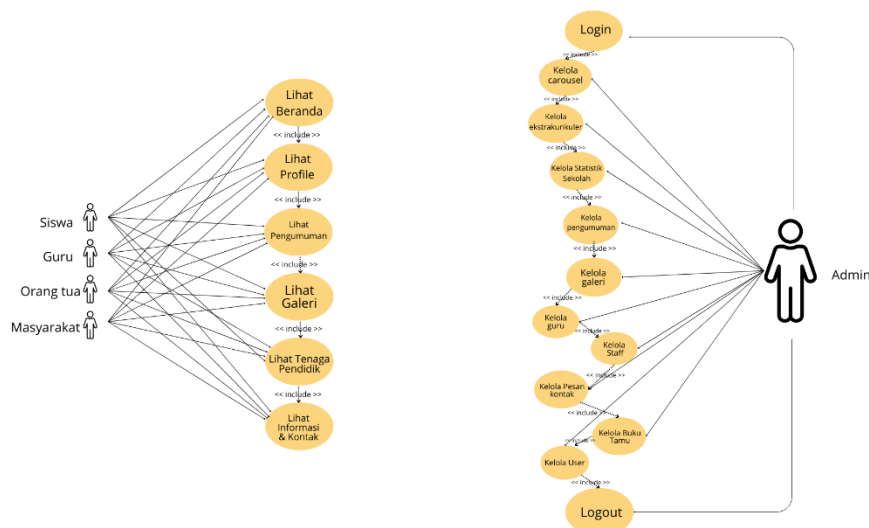 Lihat
Beranda
<< include >>
Lihat
Profile
<< include >>
Lihat
Pengumuman
<< include >>
Lihat
Galeri
<< include >>
Lihat Tenaga
Pendidik
<< include >>
Lihat
Informasi
& Kontak
Siswa
Guru
Orang tua
Masyarakat
Login
<< include >>
Kelola
carousel
<< include >>
Kelola
ekstrakurikuler
<< include >>
Kelola Statistik
Sekolah
<< include >>
Kelola
pengumuman
<< include >>
Kelola
galeri
<< include >>
Kelola
guru
<< include >>
Kelola
Staff
<< include >>
Kelola Pesan
kontak
<< include >>
Kelola Buku
Tamu
<< include >>
Kelola User
<< include >>
Logout
Admin